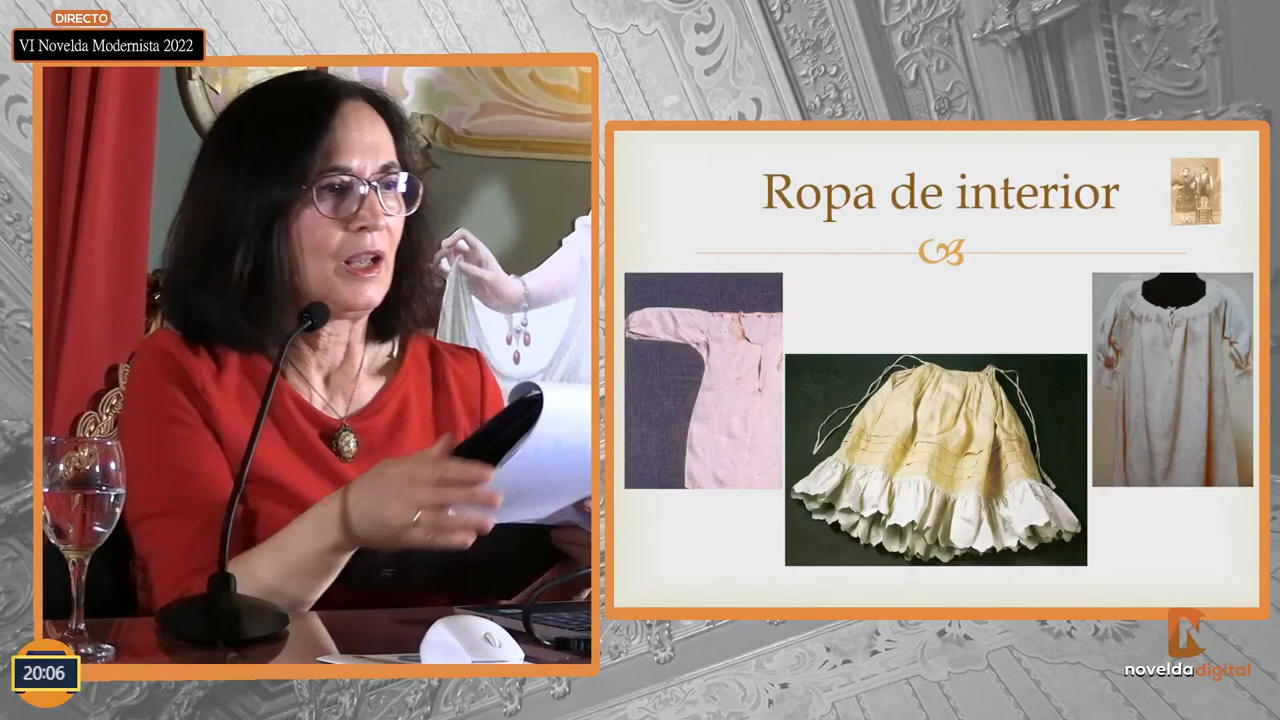 DIRECTO
VI Novelda Modernista 2022
Ropa de interior
20:06
noveldadigital